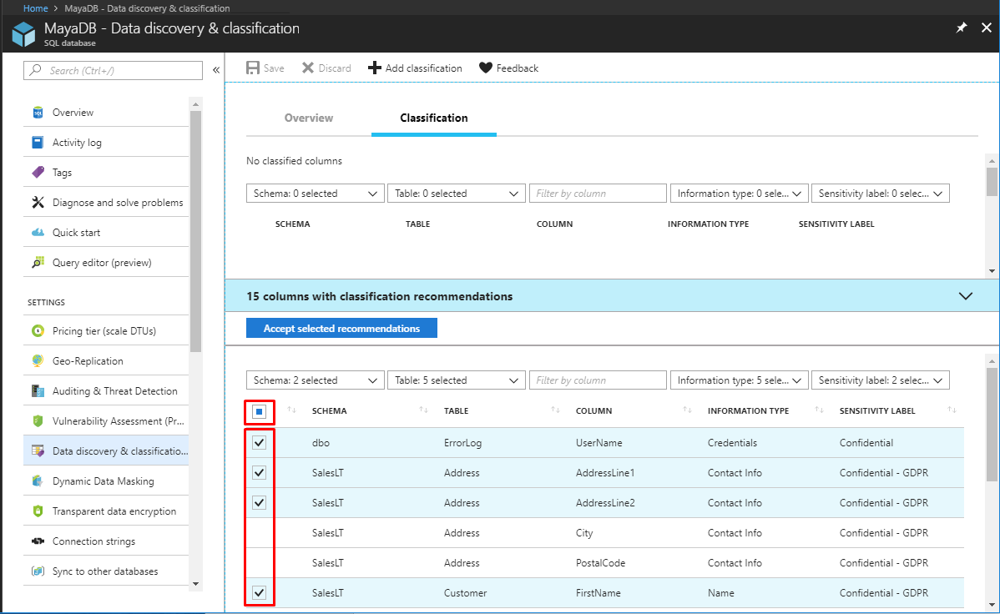 Home > MayaDB - Data discovery & classification
MayaDB - Data discovery & classification
SQL database
Search (Ctrl+/)
«
Overview
Activity log
Tags
Diagnose and solve problems
Quick start
Query editor (preview)
SETTINGS
Pricing tier (scale DTUs)
Geo-Replication
Auditing & Threat Detection
Vulnerability Assessment (Pr...
Data discovery & classificatio...
Dynamic Data Masking
Transparent data encryption
Connection strings
Sync to other databases
Save Discard Add classification Feedback
Overview Classification
No classified columns
Schema: 0 selected Table: 0 selected Filter by column Information type: 0 sele... Sensitivity label: 0 selec...
SCHEMA TABLE COLUMN INFORMATION TYPE SENSITIVITY LABEL
15 columns with classification recommendations
Accept selected recommendations
Schema: 2 selected Table: 5 selected Filter by column Information type: 5 sele... Sensitivity label: 2 selec...
SCHEMA TABLE COLUMN INFORMATION TYPE SENSITIVITY LABEL
dbo ErrorLog UserName Credentials Confidential
SalesLT Address AddressLine1 Contact Info Confidential - GDPR
SalesLT Address AddressLine2 Contact Info Confidential - GDPR
SalesLT Address City Contact Info Confidential - GDPR
SalesLT Address PostalCode Contact Info Confidential - GDPR
SalesLT Customer FirstName Name Confidential - GDPR